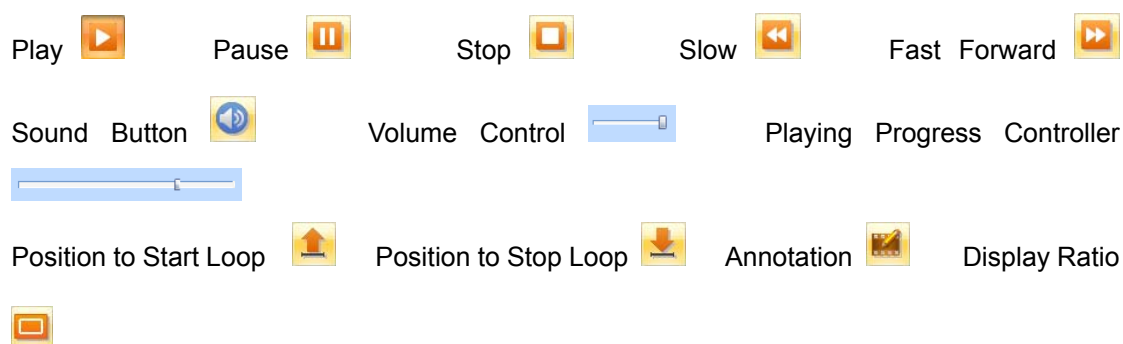 Play Pause Stop Slow Fast Forward
Sound Button Volume Control Playing Progress Controller
Position to Start Loop Position to Stop Loop Annotation Display Ratio